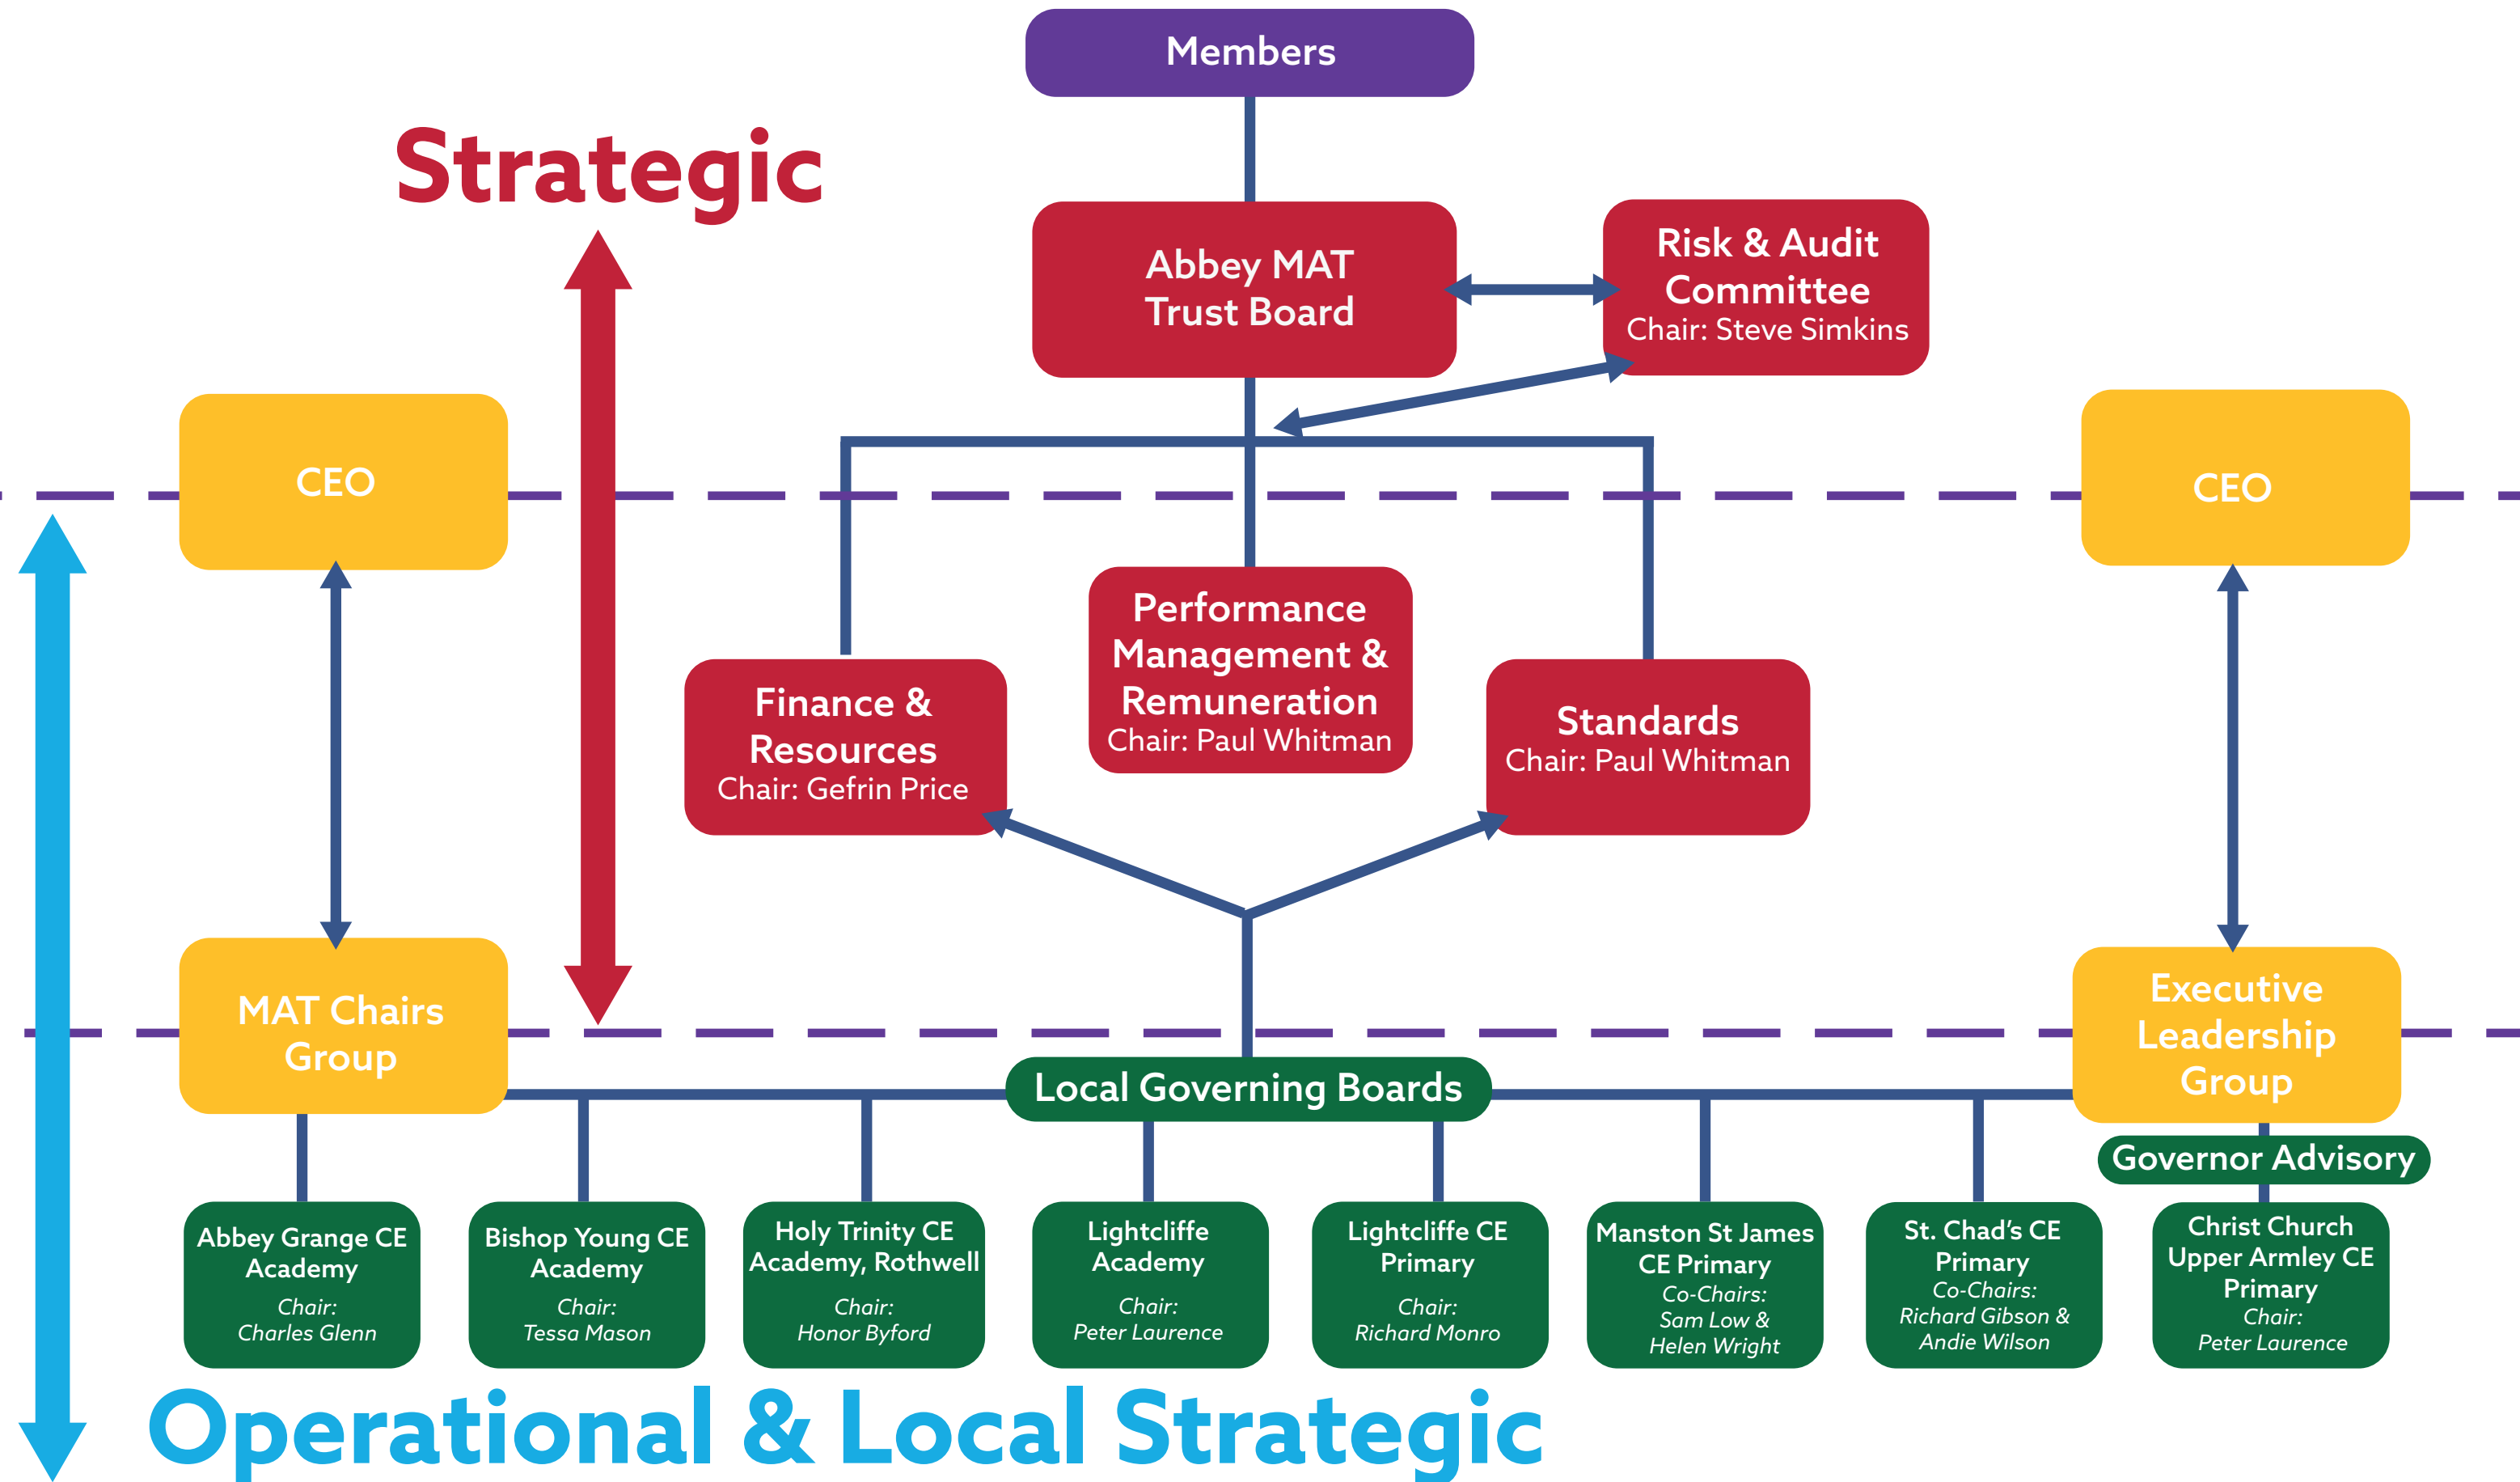 Members
Strategic
Abbey MAT
Trust Board
Risk & Audit
Committee
Chair: Steve Simkins
CEO
CEO
Performance
Management &
Remuneration
Chair: Paul Whitman
Finance &
Resources
Chair: Gefrin Price
Standards
Chair: Paul Whitman
MAT Chairs
Group
Executive
Leadership
Group
Local Governing Boards
Governor Advisory
Abbey Grange CE
Academy
Chair:
Charles Glenn
Bishop Young CE
Academy
Chair:
Tessa Mason
Holy Trinity CE
Academy, Rothwell
Chair:
Honor Byford
Lightcliffe
Academy
Chair:
Peter Laurence
Lightcliffe CE
Primary
Chair:
Richard Monro
Manston St James
CE Primary
Co-Chairs:
Sam Low &
Helen Wright
St. Chad’s CE
Primary
Co-Chairs:
Richard Gibson &
Andie Wilson
Christ Church
Upper Armley CE
Primary
Chair:
Peter Laurence
Operational & Local Strategic